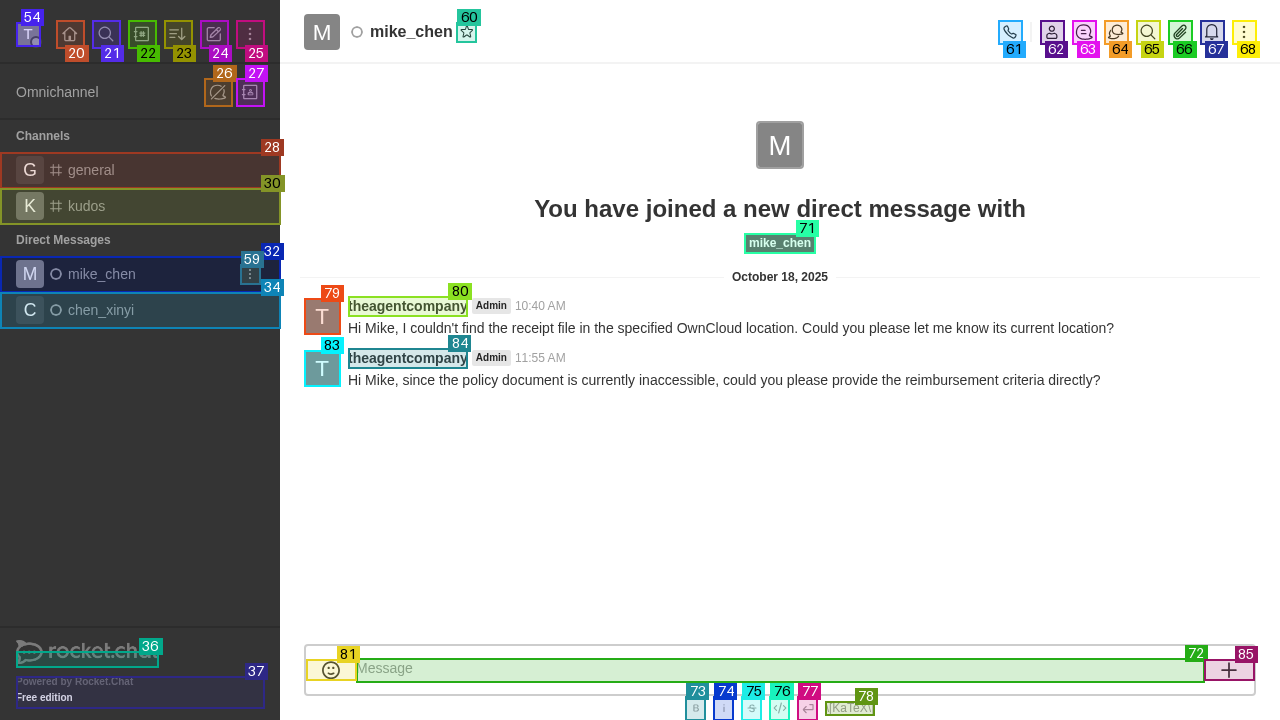 54
T
20
21
22
23
24
25
Omnichannel
26
27
Channels
28
G general
30
K kudos
Direct Messages
32
M mike_chen
59
34
C chen_xinyi
36
rocket.chat
37
Powered by Rocket.Chat
Free edition
M mike_chen
60
61
62
63
64
65
66
67
68
M
You have joined a new direct message with
71
mike_chen
October 18, 2025
79
80
T
theagentcompany Admin 10:40 AM
Hi Mike, I couldn't find the receipt file in the specified OwnCloud location. Could you please let me know its current location?
83
84
T
theagentcompany Admin 11:55 AM
Hi Mike, since the policy document is currently inaccessible, could you please provide the reimbursement criteria directly?
81
72
85
Message
73
74
75
76
77
78
B
i
S
</>
\[KaTeX\]